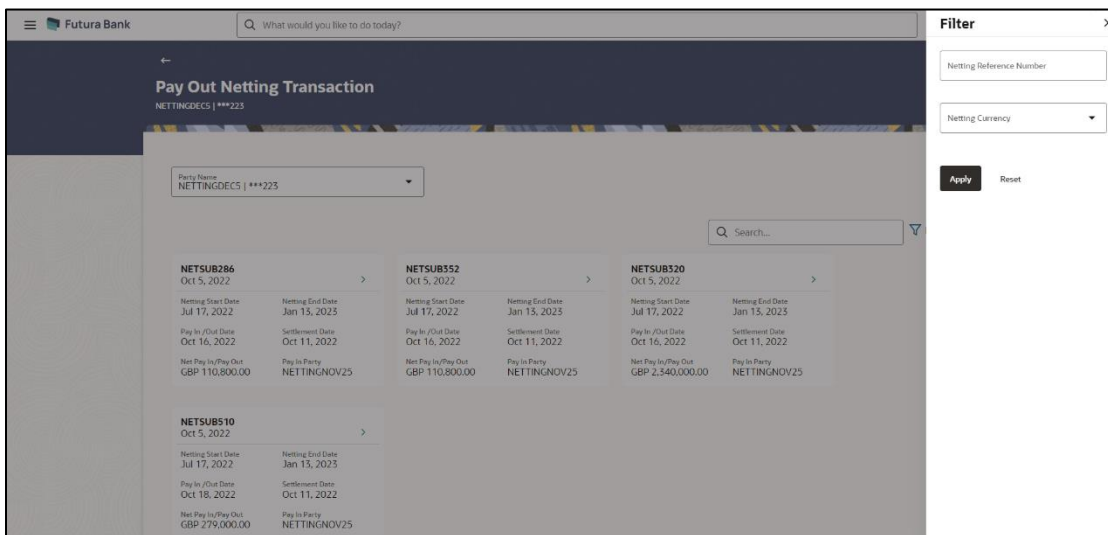 Futura Bank
What would you like to do today?
Pay Out Netting Transaction
NETTINGDEC5 | ***223
Party Name
NETTINGDEC5 | ***223
Search...
NETSUB286
Oct 5, 2022
Netting Start Date Netting End Date
Jul 17, 2022 Jan 13, 2023
Pay In /Out Date Settlement Date
Oct 16, 2022 Oct 11, 2022
Net Pay In/Pay Out Pay In Party
GBP 110,800.00 NETTINGNOV25
NETSUB352
Oct 5, 2022
Netting Start Date Netting End Date
Jul 17, 2022 Jan 13, 2023
Pay In /Out Date Settlement Date
Oct 16, 2022 Oct 11, 2022
Net Pay In/Pay Out Pay In Party
GBP 110,800.00 NETTINGNOV25
NETSUB320
Oct 5, 2022
Netting Start Date Netting End Date
Jul 17, 2022 Jan 13, 2023
Pay In /Out Date Settlement Date
Oct 16, 2022 Oct 11, 2022
Net Pay In/Pay Out Pay In Party
GBP 2,340,000.00 NETTINGNOV25
NETSUB510
Oct 5, 2022
Netting Start Date Netting End Date
Jul 17, 2022 Jan 13, 2023
Pay In /Out Date Settlement Date
Oct 18, 2022 Oct 11, 2022
Net Pay In/Pay Out Pay In Party
GBP 279,000.00 NETTINGNOV25
Filter
Netting Reference Number
Netting Currency
Apply Reset